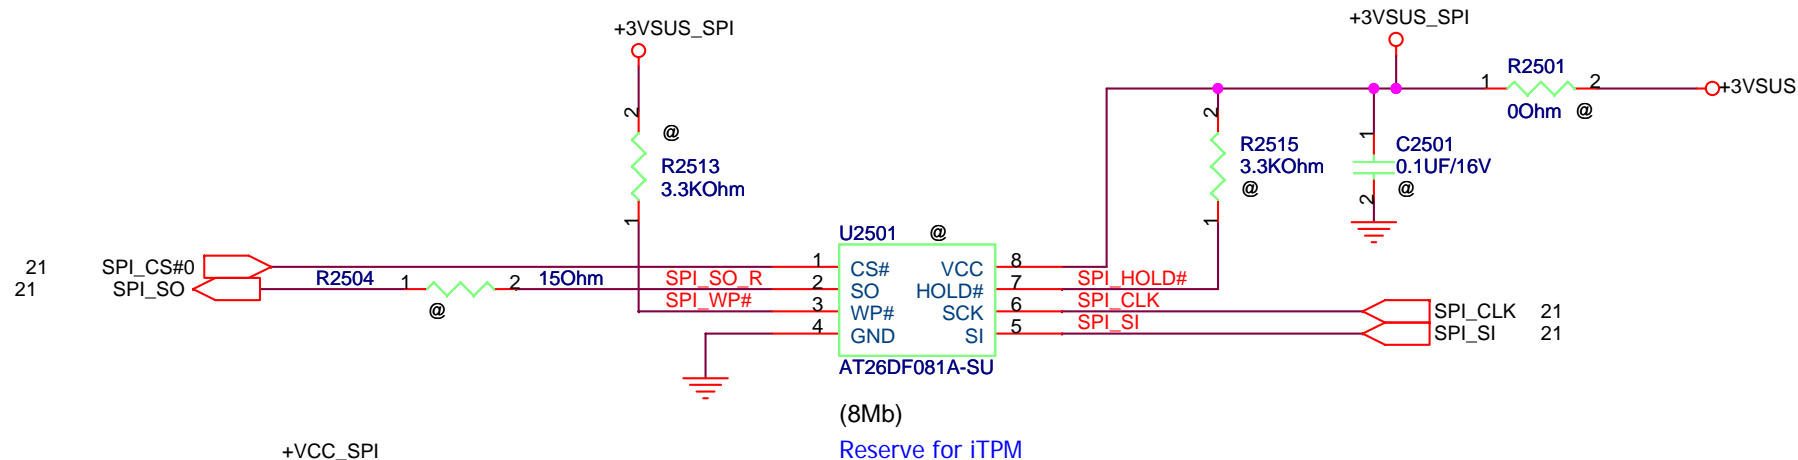 +3VSUS_SPI
+3VSUS_SPI
R2501
1 2
+3VSUS
0Ohm @
2
@
R2513
3.3KOhm
1
2
R2515
3.3KOhm
@
1
1
C2501
0.1UF/16V
@
2
U2501 @
21 SPI_CS#0
1 CS# VCC 8
21 SPI_SO
R2504 1 2 15Ohm SPI_SO_R
@
2 SO HOLD# 7 SPI_HOLD#
SPI_WP# 3 WP# SCK 6 SPI_CLK
SPI_CLK 21
4 GND SI 5 SPI_SI
SPI_SI 21
AT26DF081A-SU
(8Mb)
+VCC_SPI
Reserve for iTPM